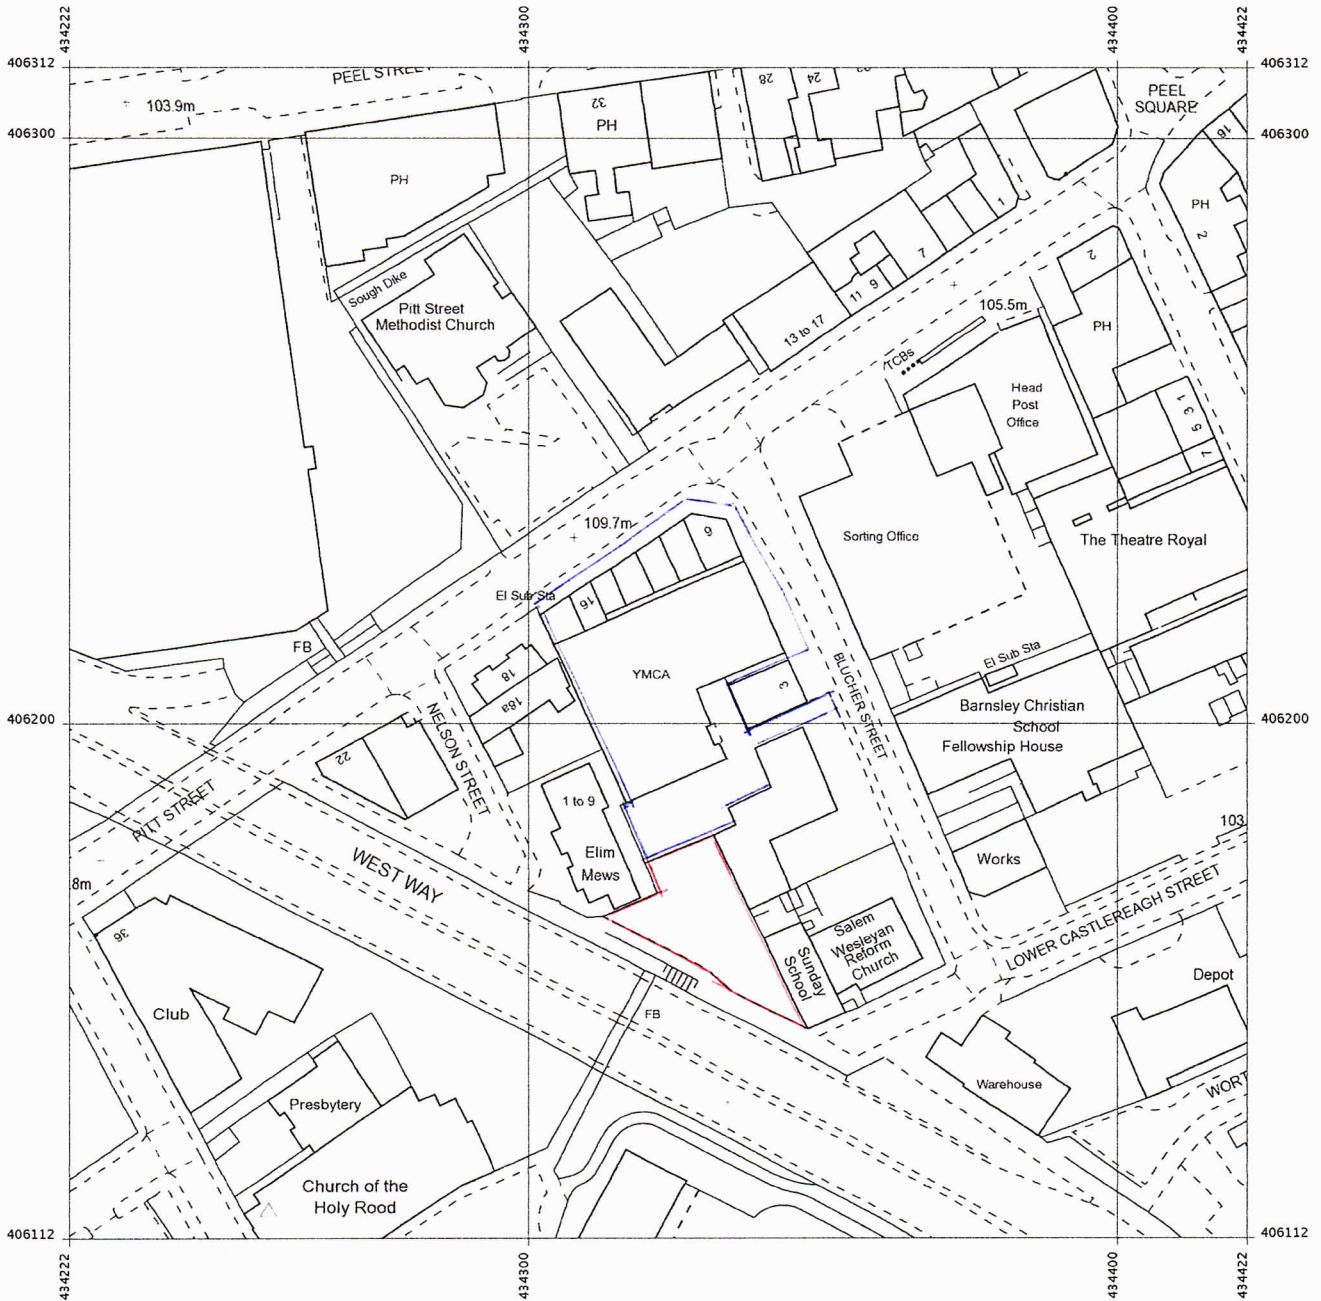 434222
434300
434400
434422
406312
PEEL STREET
28
24
406312
103.9m
32
PH
PEEL
SQUARE
16
406300
406300
PH
1
PH
2
7
2
Sough Dike
11
9
105.5m
Pitt Street
Methodist Church
13 to 17
PH
TCBs
Head
Post
Office
1
3
5
7
109.7m
6
Sorting Office
The Theatre Royal
El Sub Sta
16
FB
El Sub Sta
18
YMCA
3
BLUCHER STREET
18a
Barnsley Christian
School
Fellowship House
406200
406200
NELSON STREET
22
PITT STREET
1 to 9
103
Elim
Mews
WEST WAY
Works
8m
LOWER CASTLEREAGH STREET
36
Salem
Wesleyan
Reform
Church
Sunday
School
Depot
Club
FB
Warehouse
WORT
Presbytery
Church of the
Holy Rood
406112
406112
434222
434300
434400
434422